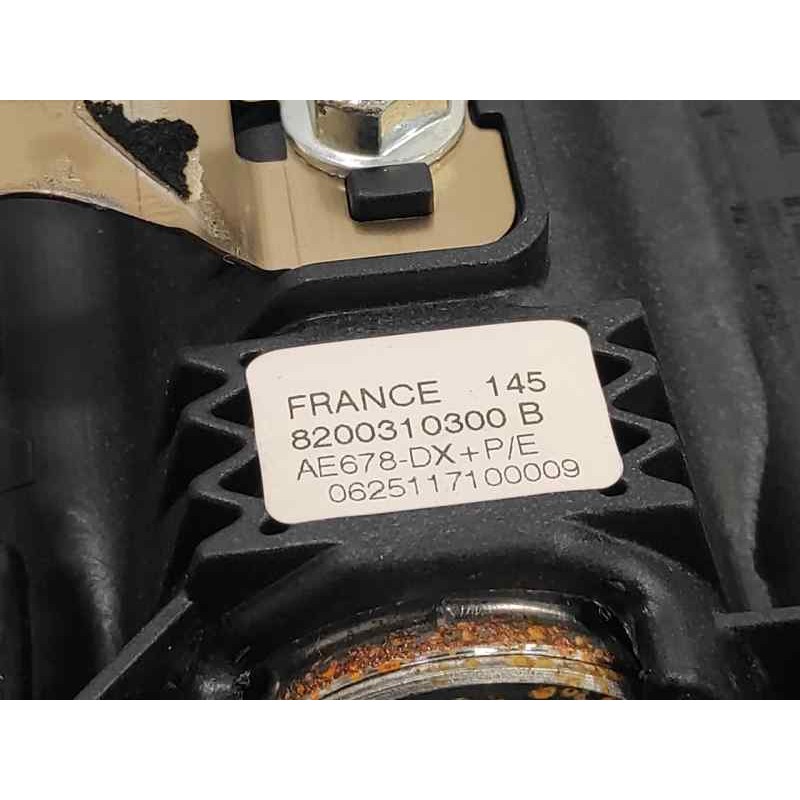 FRANCE 145
8200310300 B
AE678-DX+P/E
0625117100009